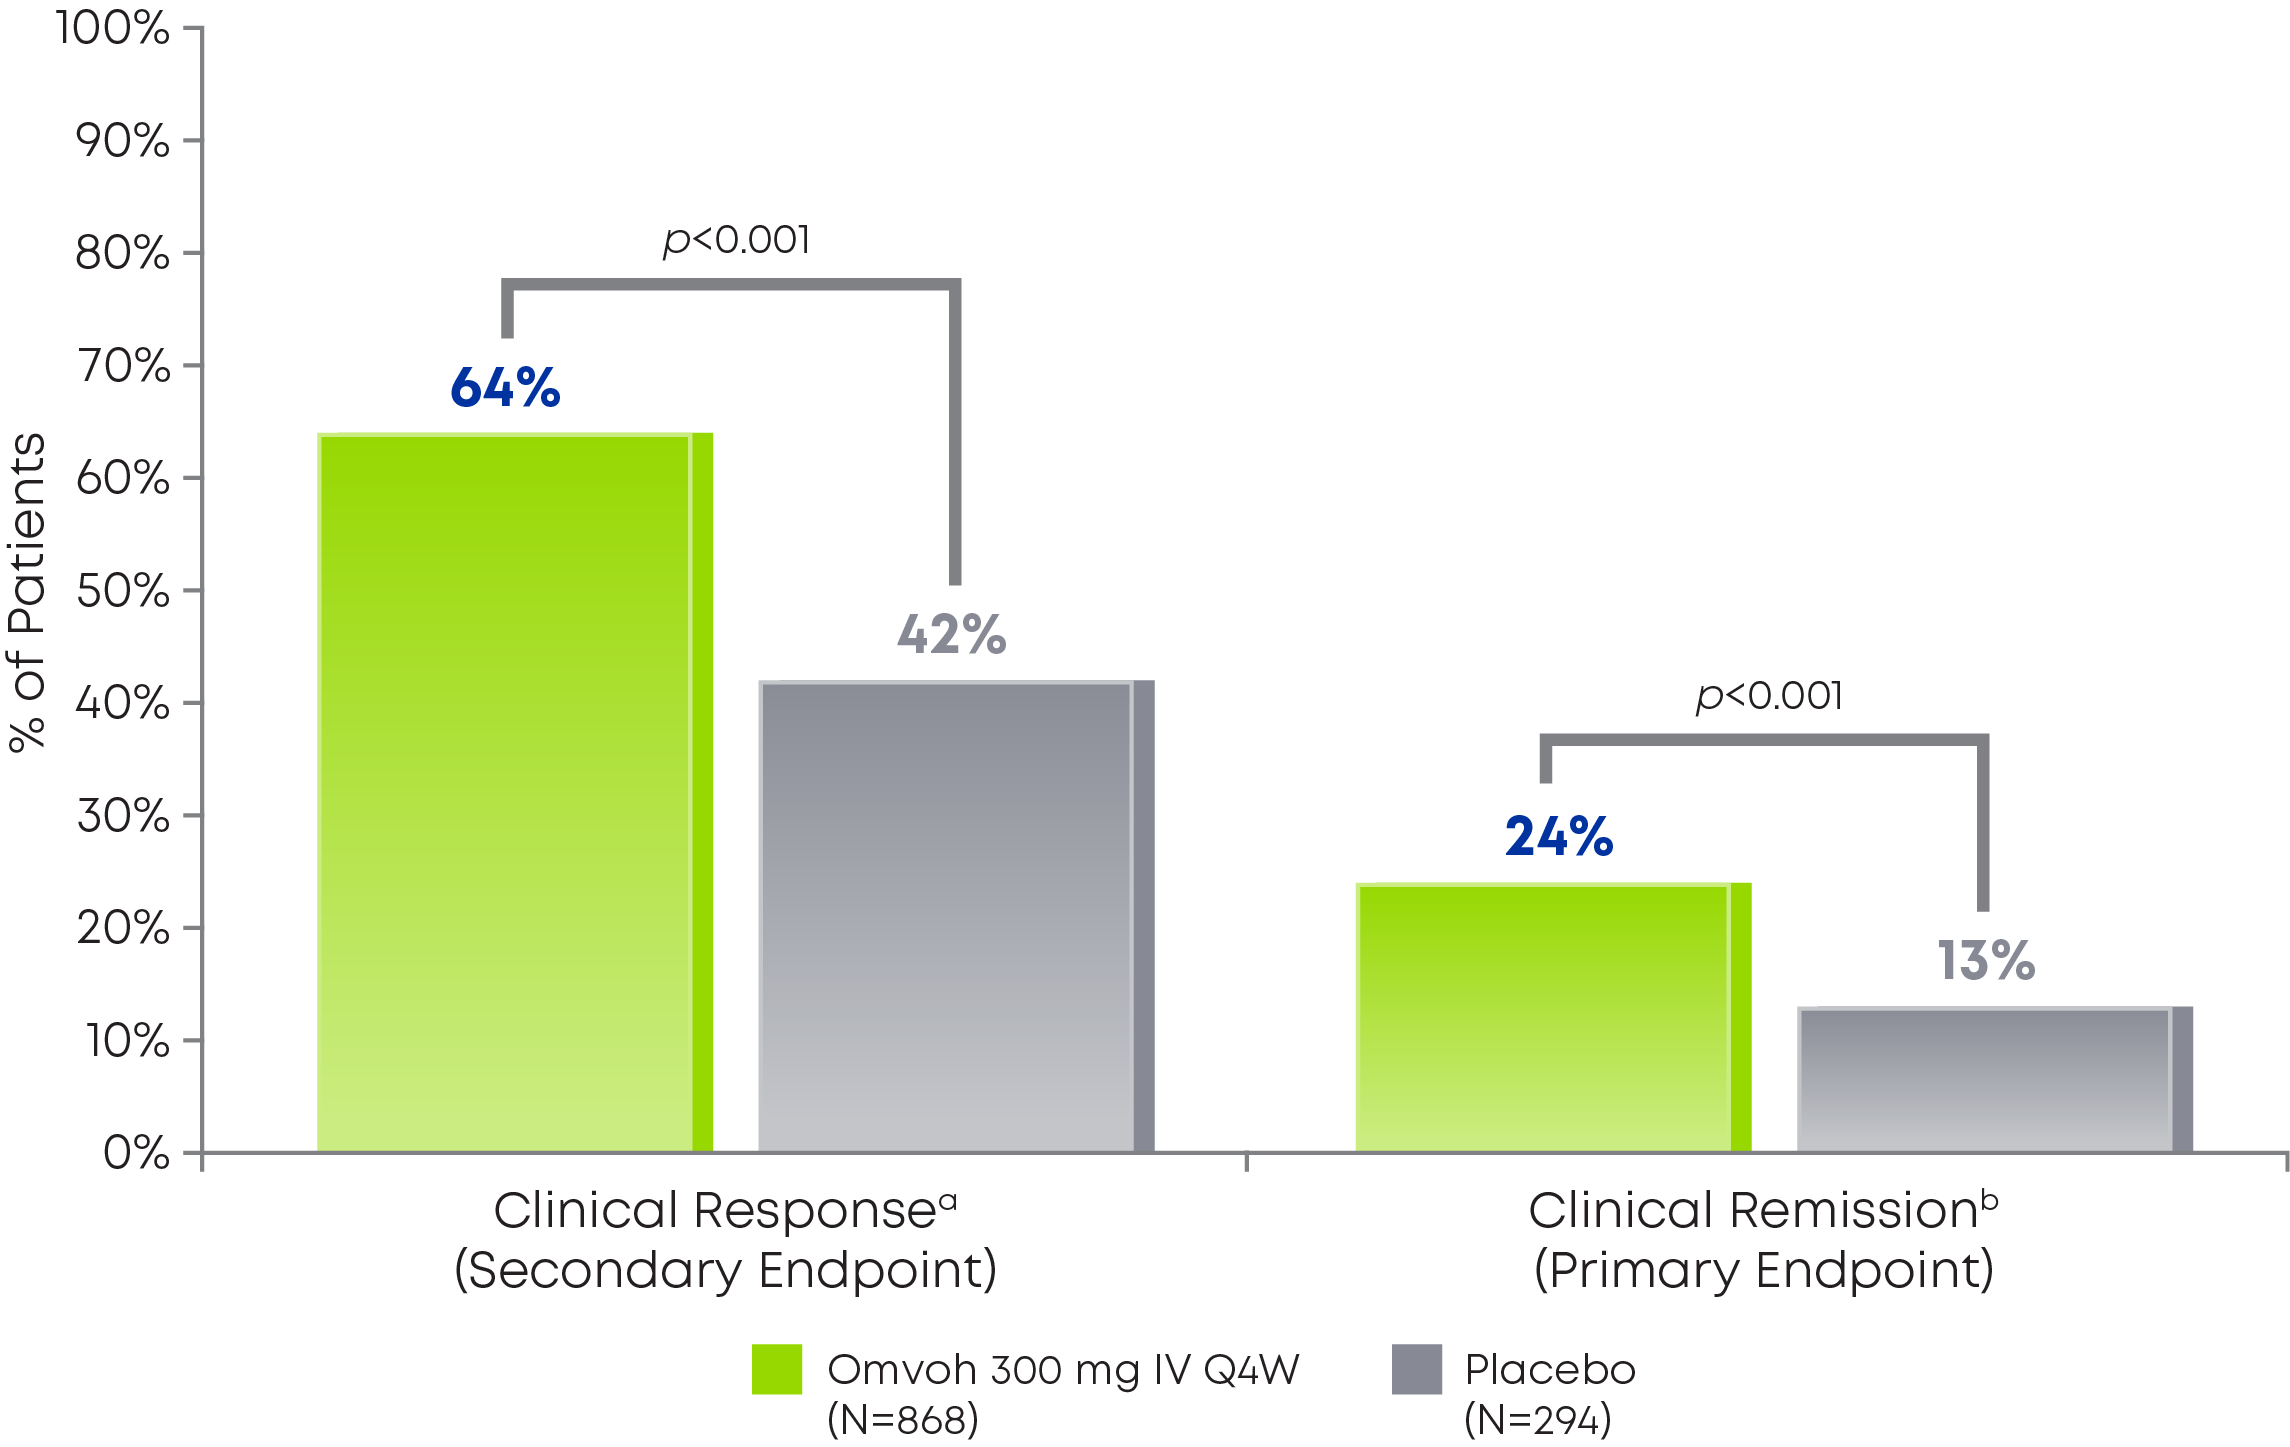 100%
90%
80%
70%
60%
50%
40%
30%
20%
10%
0%
% of Patients
p<0.001
64%
42%
p<0.001
24%
13%
Clinical Responseᵃ
(Secondary Endpoint)
Clinical Remissionᵇ
(Primary Endpoint)
Omvoh 300 mg IV Q4W
(N=868)
Placebo
(N=294)